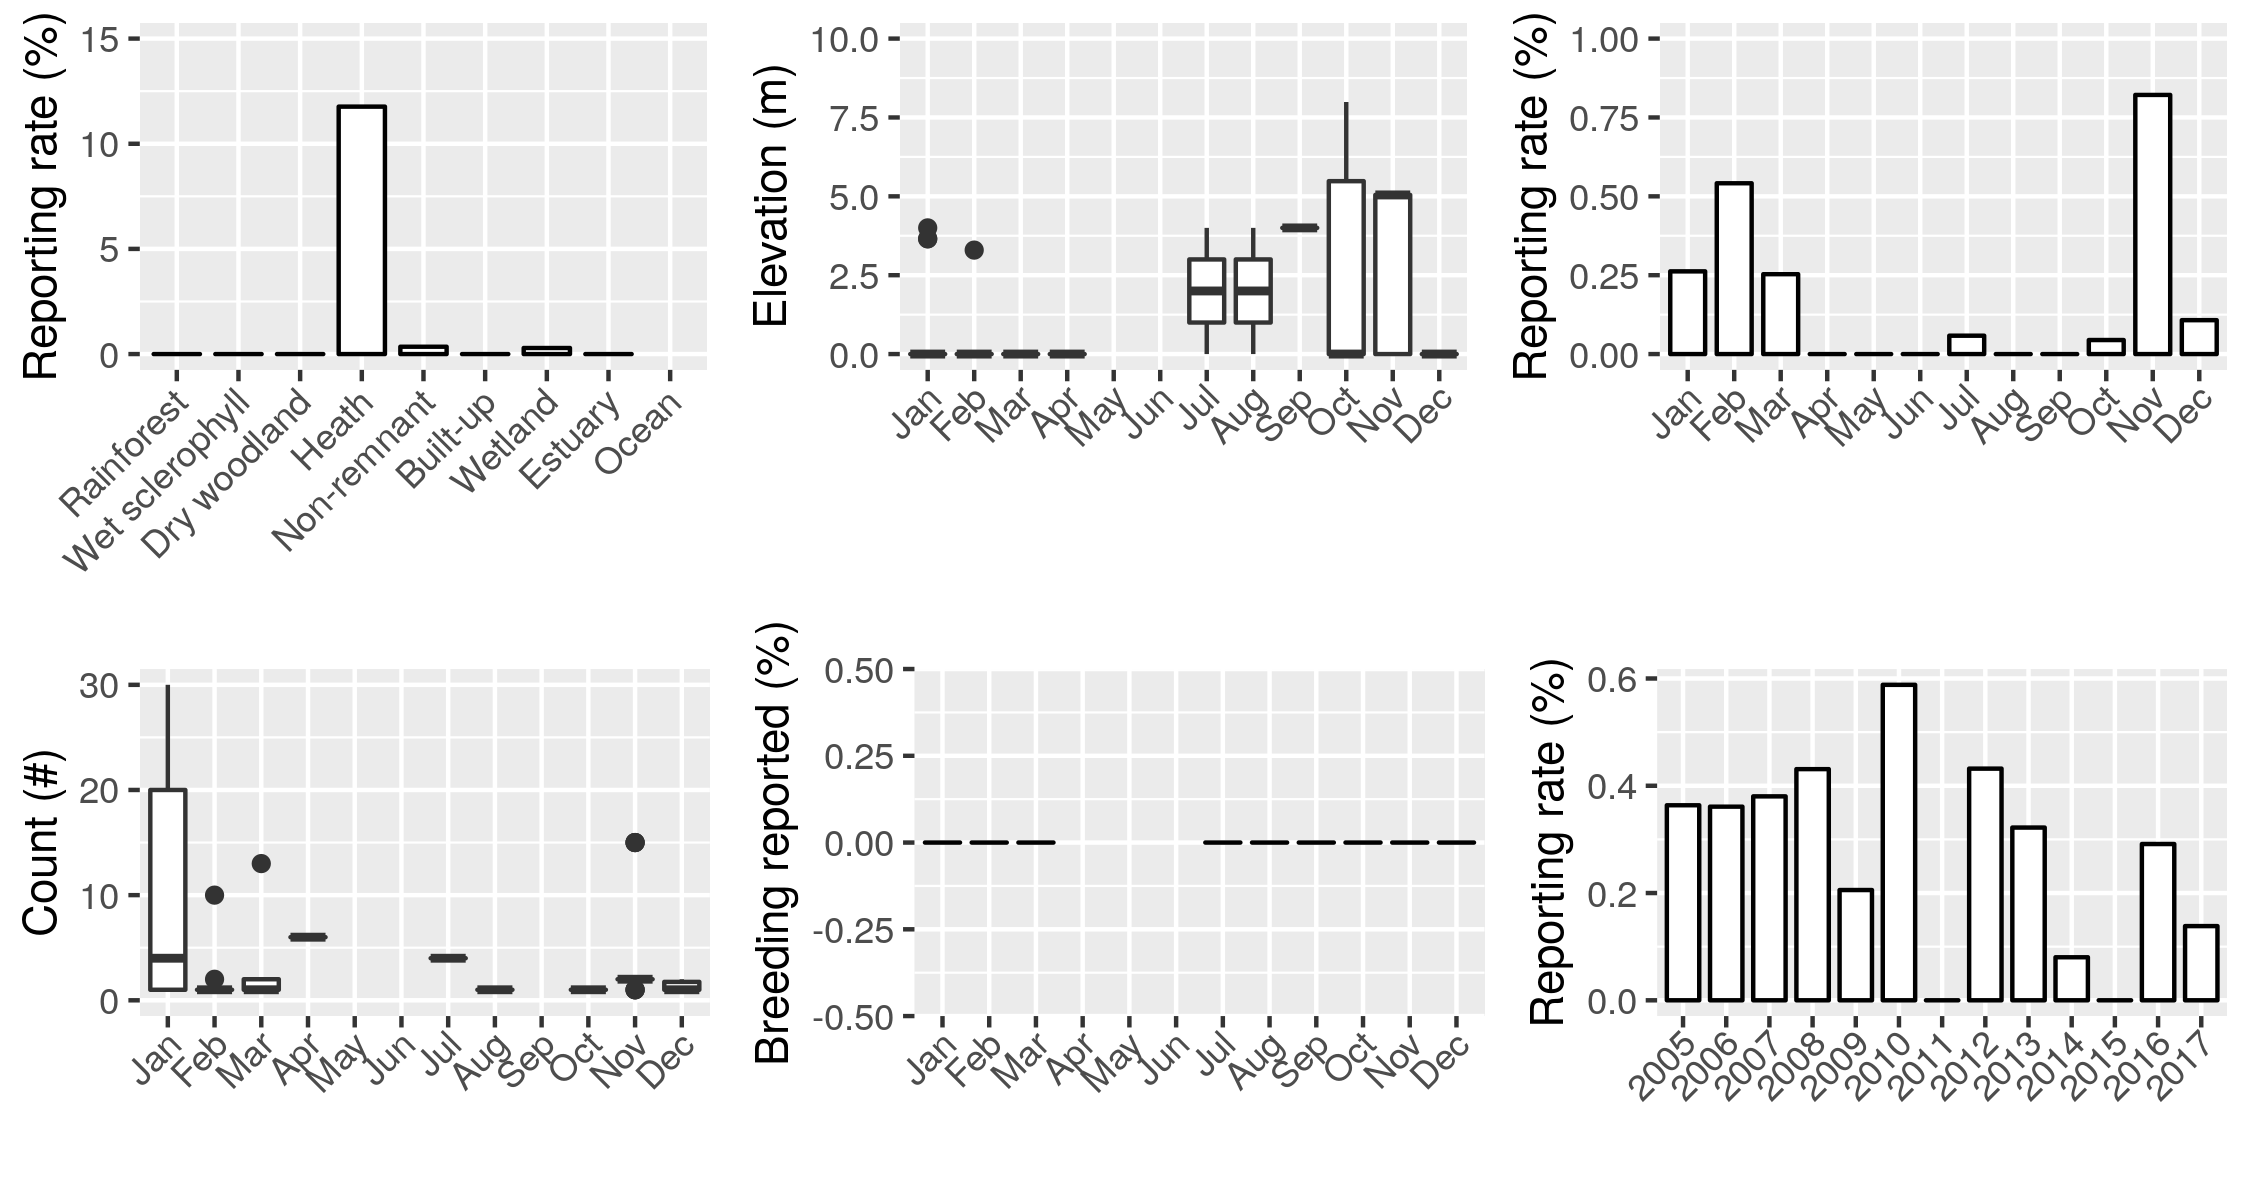 Reporting rate (%)
15
10
5
0
Rainforest
Wet sclerophyll
Dry woodland
Heath
Non-remnant
Built-up
Wetland
Estuary
Ocean
Elevation (m)
10.0
7.5
5.0
2.5
0.0
Jan
Feb
Mar
Apr
May
Jun
Jul
Aug
Sep
Oct
Nov
Dec
Reporting rate (%)
1.00
0.75
0.50
0.25
0.00
Jan
Feb
Mar
Apr
May
Jun
Jul
Aug
Sep
Oct
Nov
Dec
Count (#)
30
20
10
0
Jan
Feb
Mar
Apr
May
Jun
Jul
Aug
Sep
Oct
Nov
Dec
Breeding reported (%)
0.50
0.25
0.00
-0.25
-0.50
Jan
Feb
Mar
Apr
May
Jun
Jul
Aug
Sep
Oct
Nov
Dec
Reporting rate (%)
0.6
0.4
0.2
0.0
2005
2006
2007
2008
2009
2010
2011
2012
2013
2014
2015
2016
2017